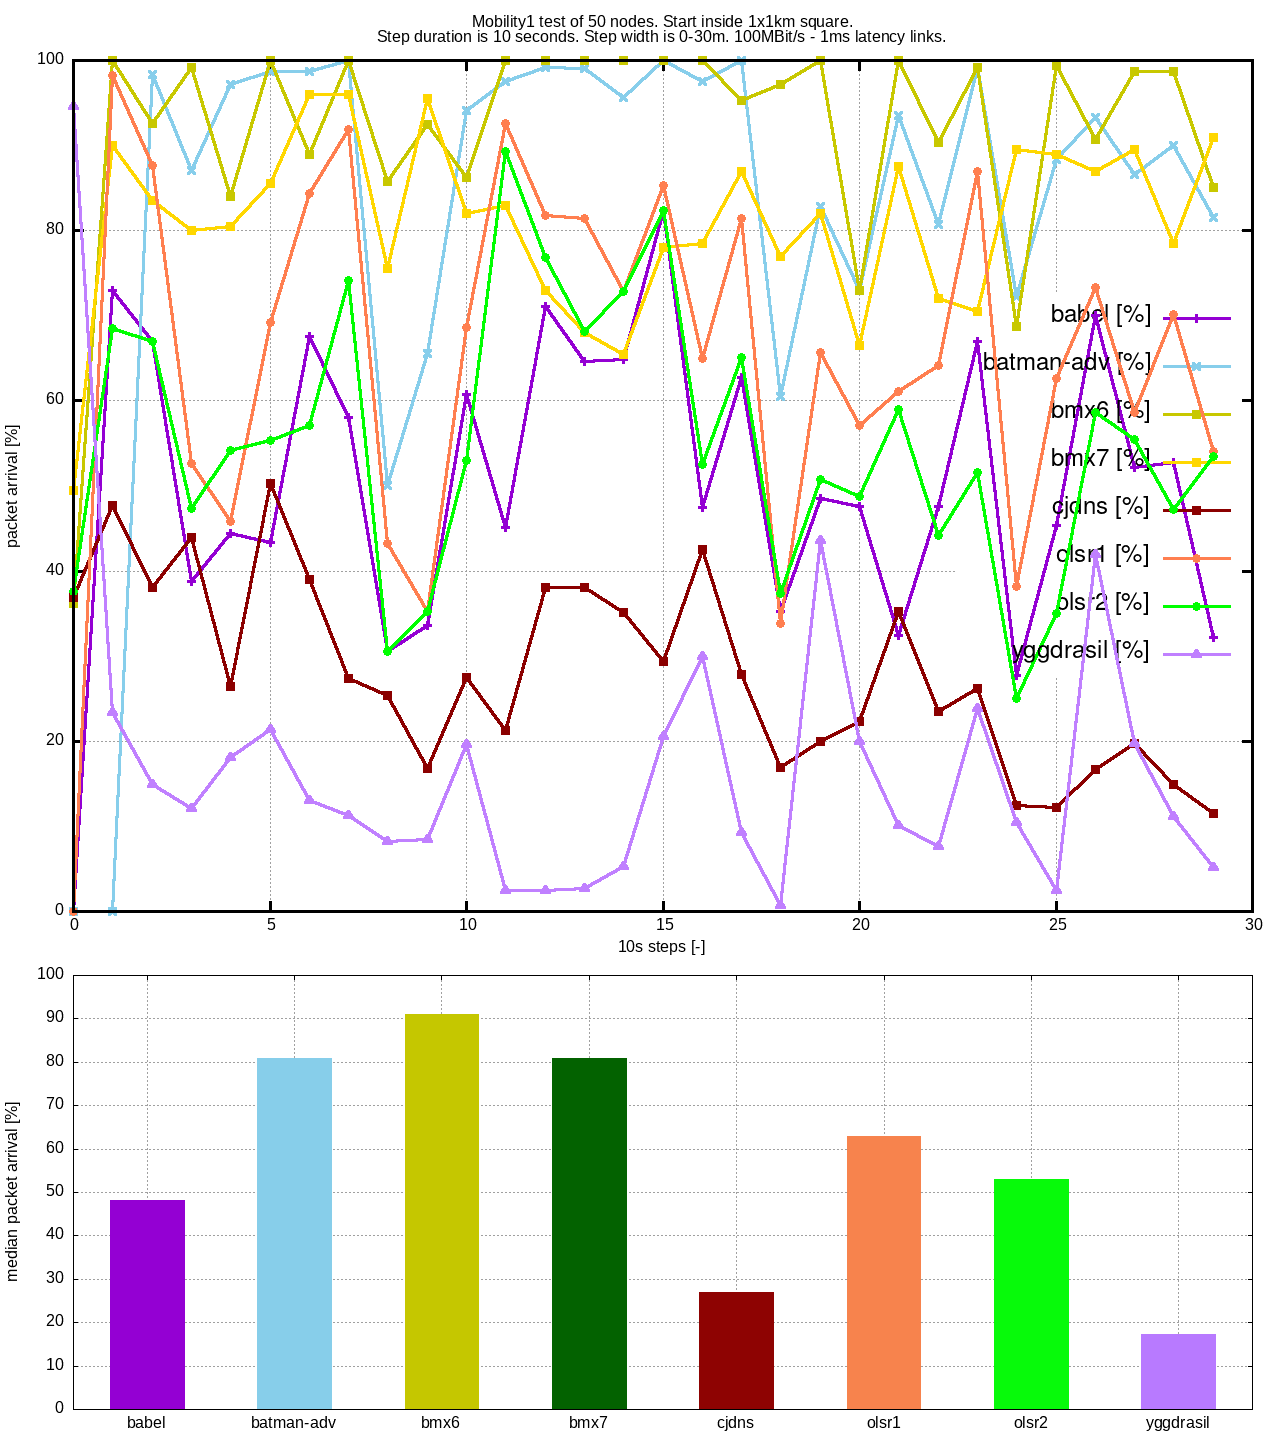 Mobility1 test of 50 nodes. Start inside 1x1km square.
Step duration is 10 seconds. Step width is 0-30m. 100MBit/s - 1ms latency links.
100
80
60
40
20
0
packet arrival [%]
babel [%]
batman-adv [%]
bmx6 [%]
bmx7 [%]
cjdns [%]
olsr1 [%]
olsr2 [%]
yggdrasil [%]
0 5 10 15 20 25 30
10s steps [-]
100
90
80
70
60
50
40
30
20
10
0
median packet arrival [%]
babel batman-adv bmx6 bmx7 cjdns olsr1 olsr2 yggdrasil